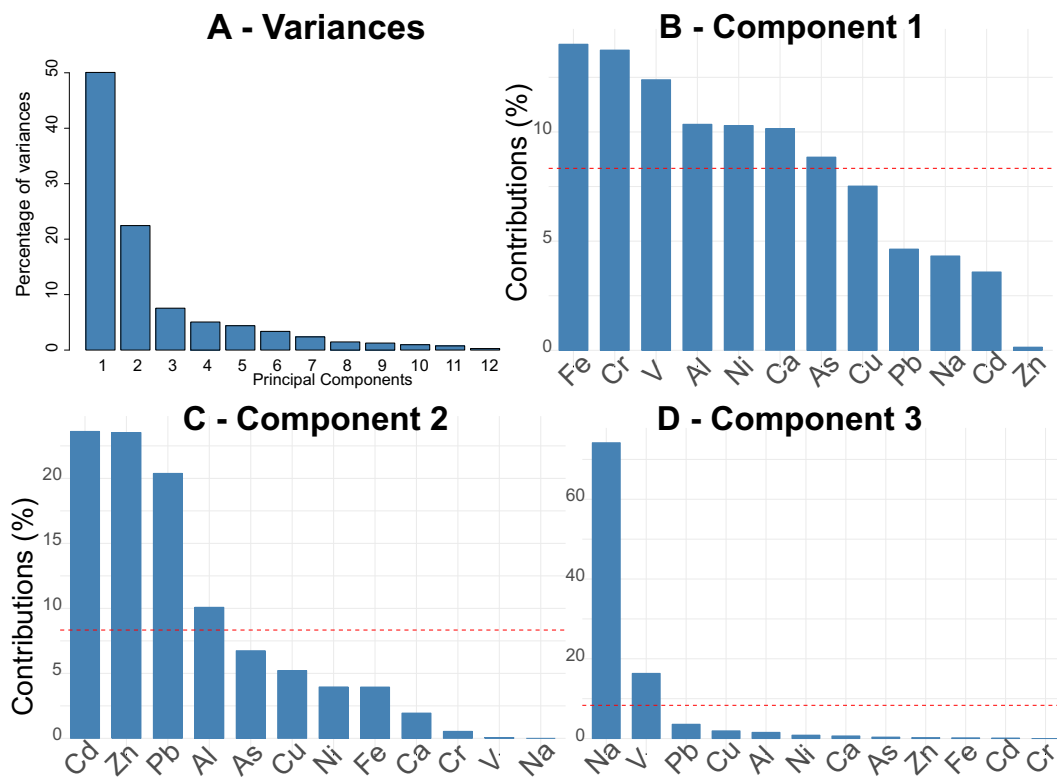 A - Variances
Percentage of variances
50
40
30
20
10
0
1 2 3 4 5 6 7 8 9 10 11 12
Principal Components
B - Component 1
Contributions (%)
10
5
0
Fe Cr V Al Ni Ca As Cu Pb Na Cd Zn
C - Component 2
Contributions (%)
20
15
10
5
0
Cd Zn Pb Al As Cu Ni Fe Ca Cr V Na
D - Component 3
60
40
20
0
Na V Pb Cu Al Ni Ca As Zn Fe Cd Cr